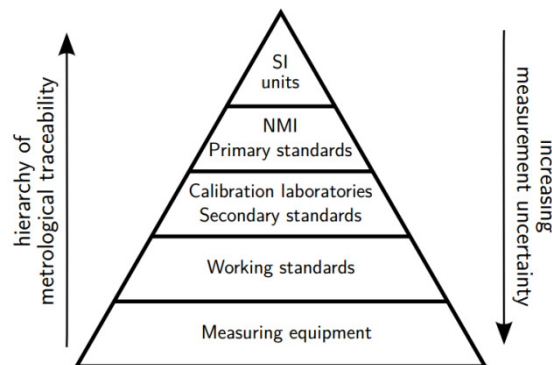 hierarchy of
metrological traceability
SI
units
NMI
Primary standards
Calibration laboratories
Secondary standards
Working standards
Measuring equipment
increasing
measurement uncertainty